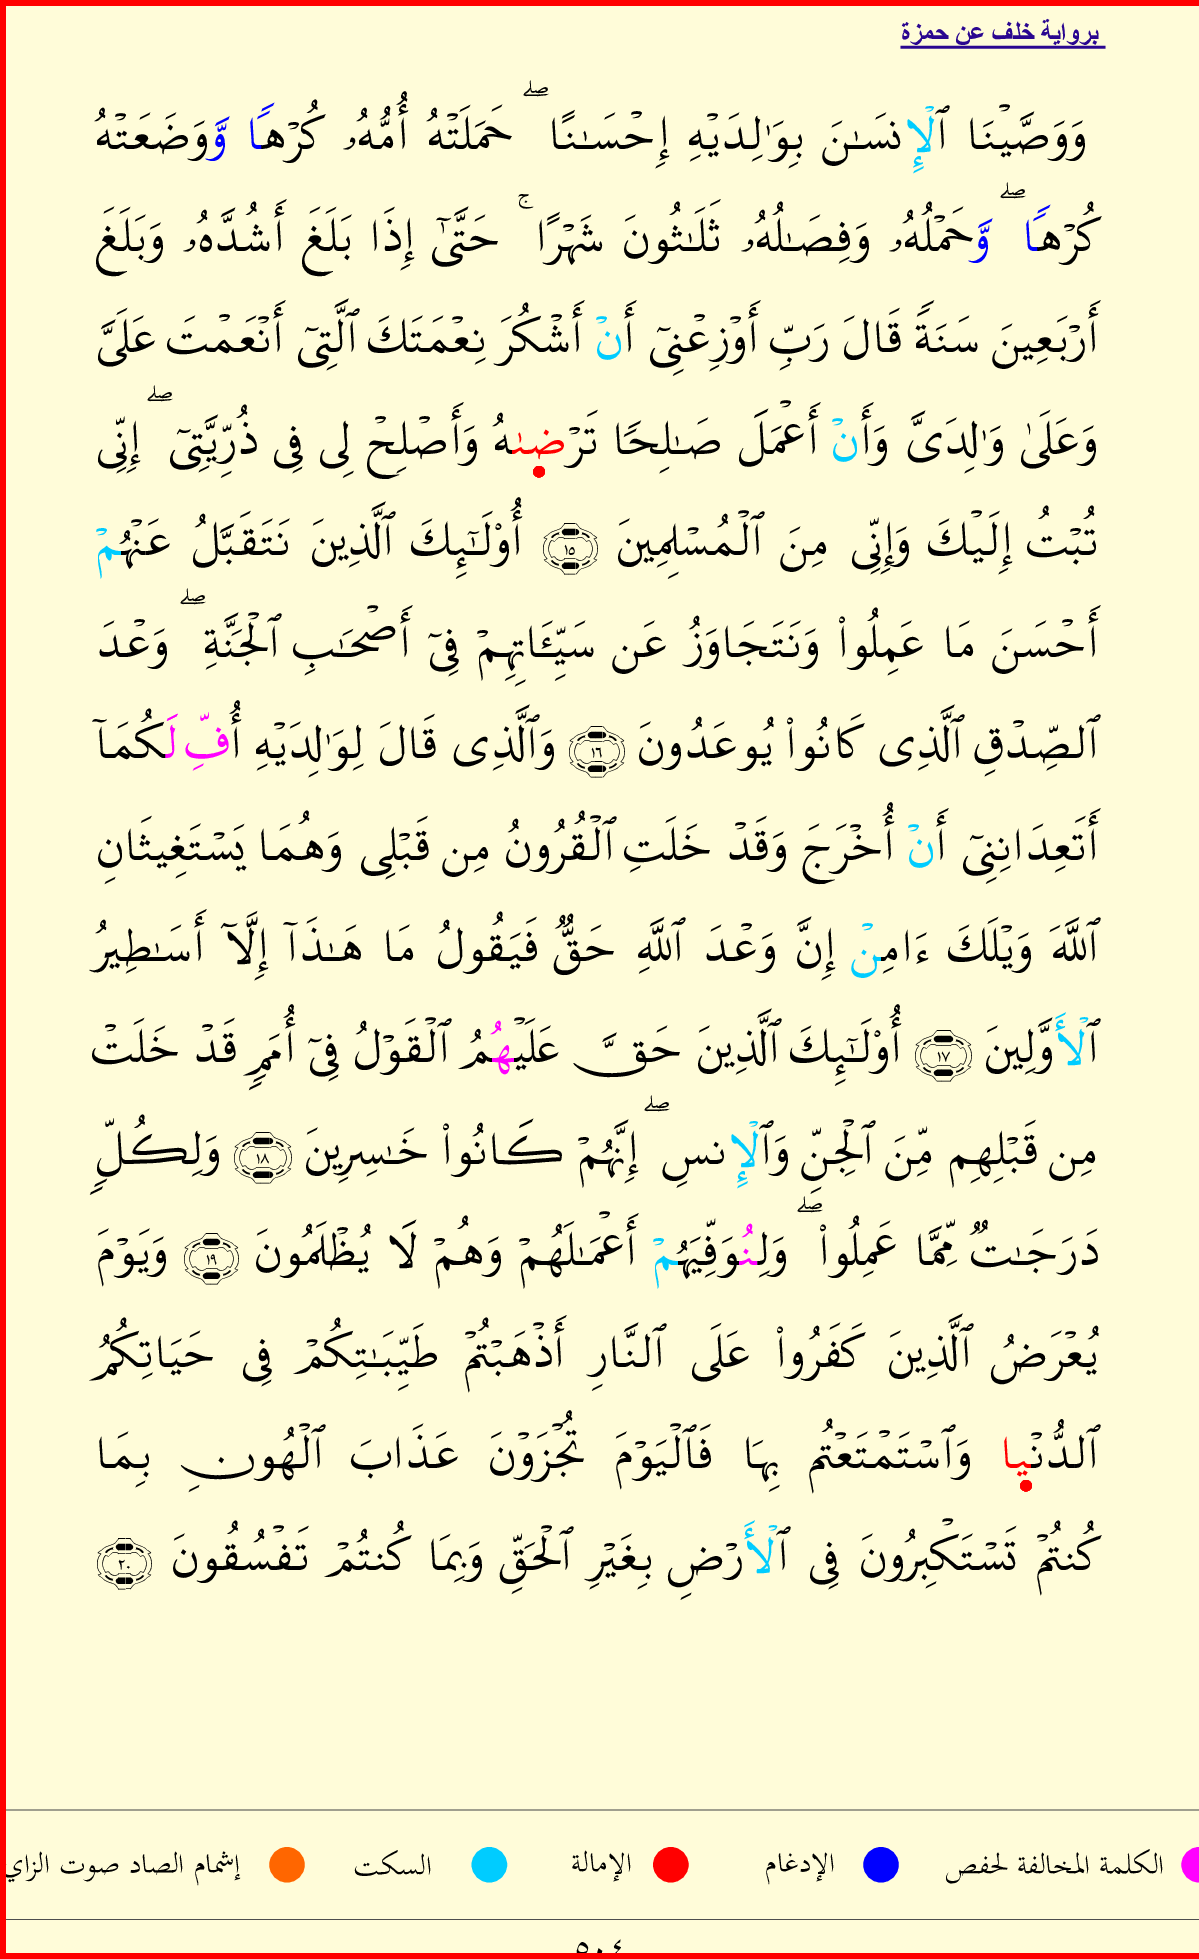 برواية خلف عن حمزة
وَوَصَّيْنَا ٱلْإِنسَـٰنَ بِوَٰلِدَيْهِ إِحْسَـٰنًا ۖ حَمَلَتْهُ أُمُّهُۥ كُرْهًا وَّوَضَعَتْهُ
كُرْهًا ۖ وَّحَمْلُهُۥ وَفِصَـٰلُهُۥ ثَلَـٰثُونَ شَهْرًا ۚ حَتَّىٰٓ إِذَا بَلَغَ أَشُدَّهُۥ وَبَلَغَ
أَرْبَعِينَ سَنَةً قَالَ رَبِّ أَوْزِعْنِىٓ أَنْ أَشْكُرَ نِعْمَتَكَ ٱلَّتِىٓ أَنْعَمْتَ عَلَىَّ
وَعَلَىٰ وَٰلِدَىَّ وَأَنْ أَعْمَلَ صَـٰلِحًا تَرْضَىٰهُ وَأَصْلِحْ لِى فِى ذُرِّيَّتِىٓ ۖ إِنِّى
تُبْتُ إِلَيْكَ وَإِنِّى مِنَ ٱلْمُسْلِمِينَ ١٥ أُو۟لَـٰٓئِكَ ٱلَّذِينَ نَتَقَبَّلُ عَنْهُمْ
أَحْسَنَ مَا عَمِلُوا۟ وَنَتَجَاوَزُ عَن سَيِّـَٔاتِهِمْ فِىٓ أَصْحَـٰبِ ٱلْجَنَّةِ ۖ وَعْدَ
ٱلصِّدْقِ ٱلَّذِى كَانُوا۟ يُوعَدُونَ ١٦ وَٱلَّذِى قَالَ لِوَٰلِدَيْهِ أُفِّ لَكُمَآ
أَتَعِدَانِنِىٓ أَنْ أُخْرَجَ وَقَدْ خَلَتِ ٱلْقُرُونُ مِن قَبْلِى وَهُمَا يَسْتَغِيثَانِ
ٱللَّهَ وَيْلَكَ ءَامِنْ إِنَّ وَعْدَ ٱللَّهِ حَقٌّ فَيَقُولُ مَا هَـٰذَآ إِلَّآ أَسَـٰطِيرُ
ٱلْأَوَّلِينَ ١٧ أُو۟لَـٰٓئِكَ ٱلَّذِينَ حَقَّ عَلَيْهُمُ ٱلْقَوْلُ فِىٓ أُمَمٍ قَدْ خَلَتْ
مِن قَبْلِهِم مِّنَ ٱلْجِنِّ وَٱلْإِنسِ ۖ إِنَّهُمْ كَانُوا۟ خَـٰسِرِينَ ١٨ وَلِكُلٍّ
دَرَجَـٰتٌ مِّمَّا عَمِلُوا۟ ۖ وَلِنُوَفِّيَهُمْ أَعْمَـٰلَهُمْ وَهُمْ لَا يُظْلَمُونَ ١٩ وَيَوْمَ
يُعْرَضُ ٱلَّذِينَ كَفَرُوا۟ عَلَى ٱلنَّارِ أَذْهَبْتُمْ طَيِّبَـٰتِكُمْ فِى حَيَاتِكُمُ
ٱلدُّنْيَا وَٱسْتَمْتَعْتُم بِهَا فَٱلْيَوْمَ تُجْزَوْنَ عَذَابَ ٱلْهُونِ بِمَا
كُنتُمْ تَسْتَكْبِرُونَ فِى ٱلْأَرْضِ بِغَيْرِ ٱلْحَقِّ وَبِمَا كُنتُمْ تَفْسُقُونَ ٢٠
الكلمة المخالفة لحفص الإدغام الإمالة السكت إشمام الصاد صوت الزاي
٥٠٤